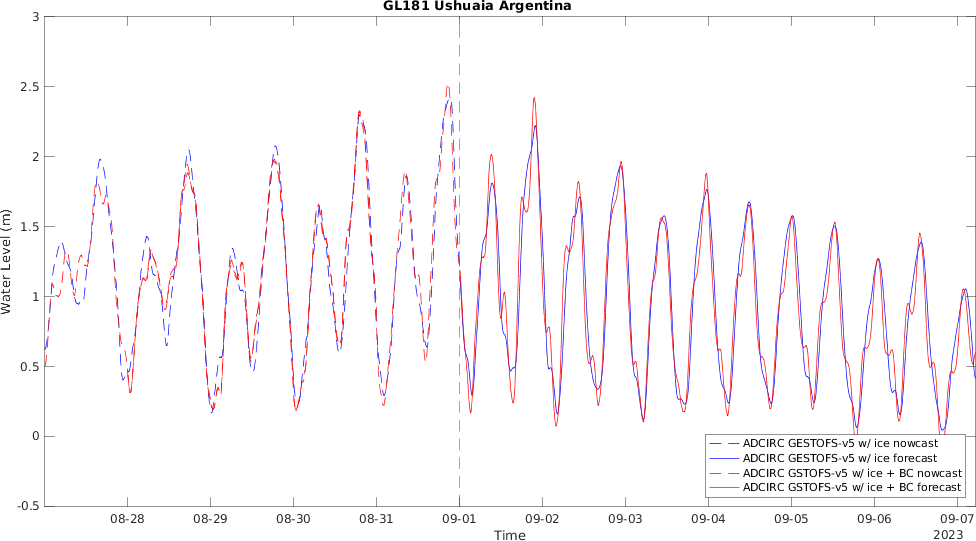 GL181 Ushuaia Argentina
3
2.5
2
1.5
1
0.5
0
-0.5
Water Level (m)
ADCIRC GESTOFS-v5 w/ ice nowcast
ADCIRC GESTOFS-v5 w/ ice forecast
ADCIRC GSTOFS-v5 w/ ice + BC nowcast
ADCIRC GSTOFS-v5 w/ ice + BC forecast
08-28 08-29 08-30 08-31 09-01 09-02 09-03 09-04 09-05 09-06 09-07
Time
2023